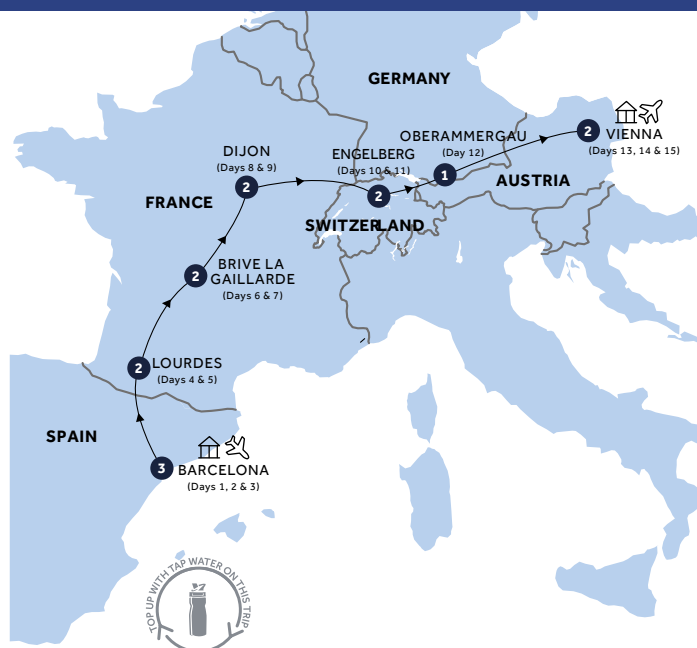 GERMANY
OBERAMMERGAU
(Day 12)
2
VIENNA
(Days 13, 14 & 15)
DIJON
(Days 8 & 9)
2
ENGELBERG
(Days 10 & 11)
2
1
AUSTRIA
FRANCE
SWITZERLAND
2
BRIVE LA
GAILLARDE
(Days 6 & 7)
2
LOURDES
(Days 4 & 5)
SPAIN
3
BARCELONA
(Days 1, 2 & 3)
TOP UP WITH TAP WATER ON THIS TRIP